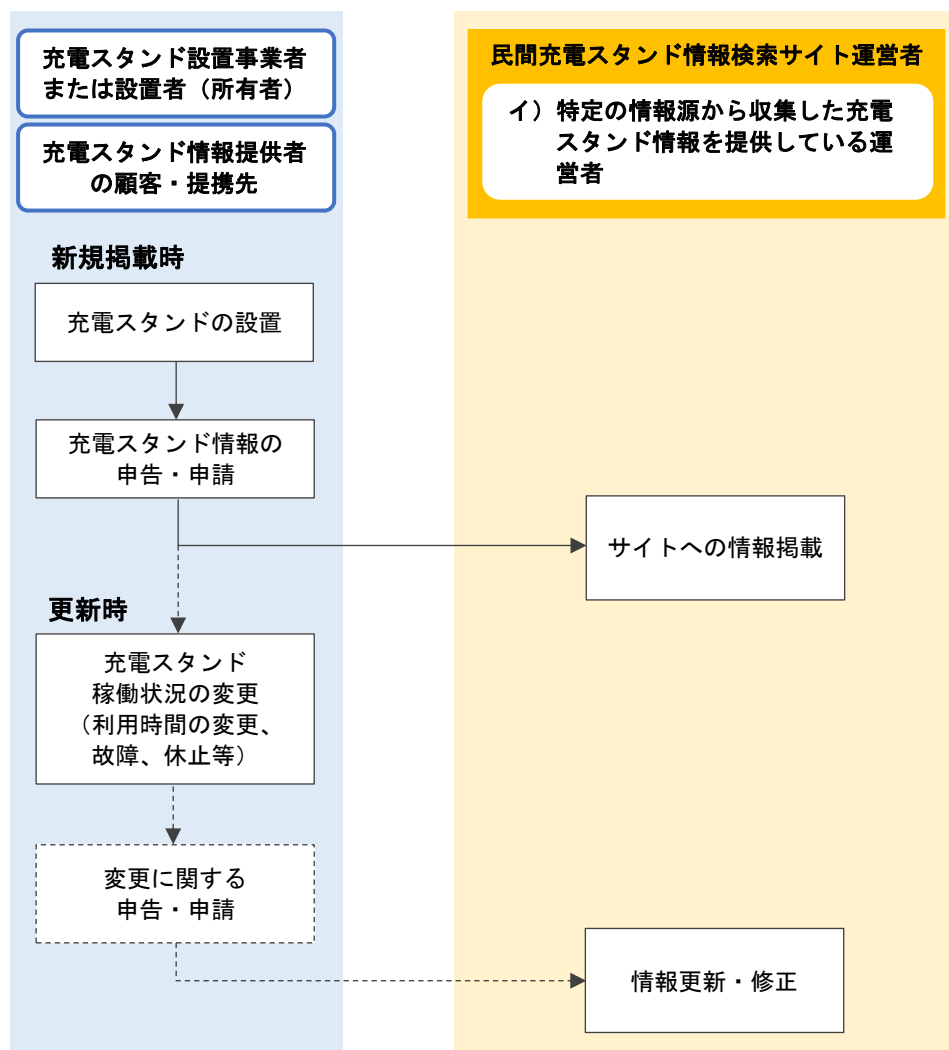 充電スタンド設置事業者
または設置者（所有者）
充電スタンド情報提供者
の顧客・提携先
民間充電スタンド情報検索サイト運営者
イ）特定の情報源から収集した充電
スタンド情報を提供している運
営者
新規掲載時
充電スタンドの設置
充電スタンド情報の
申告・申請
サイトへの情報掲載
更新時
充電スタンド
稼働状況の変更
（利用時間の変更、
故障、休止等）
変更に関する
申告・申請
情報更新・修正